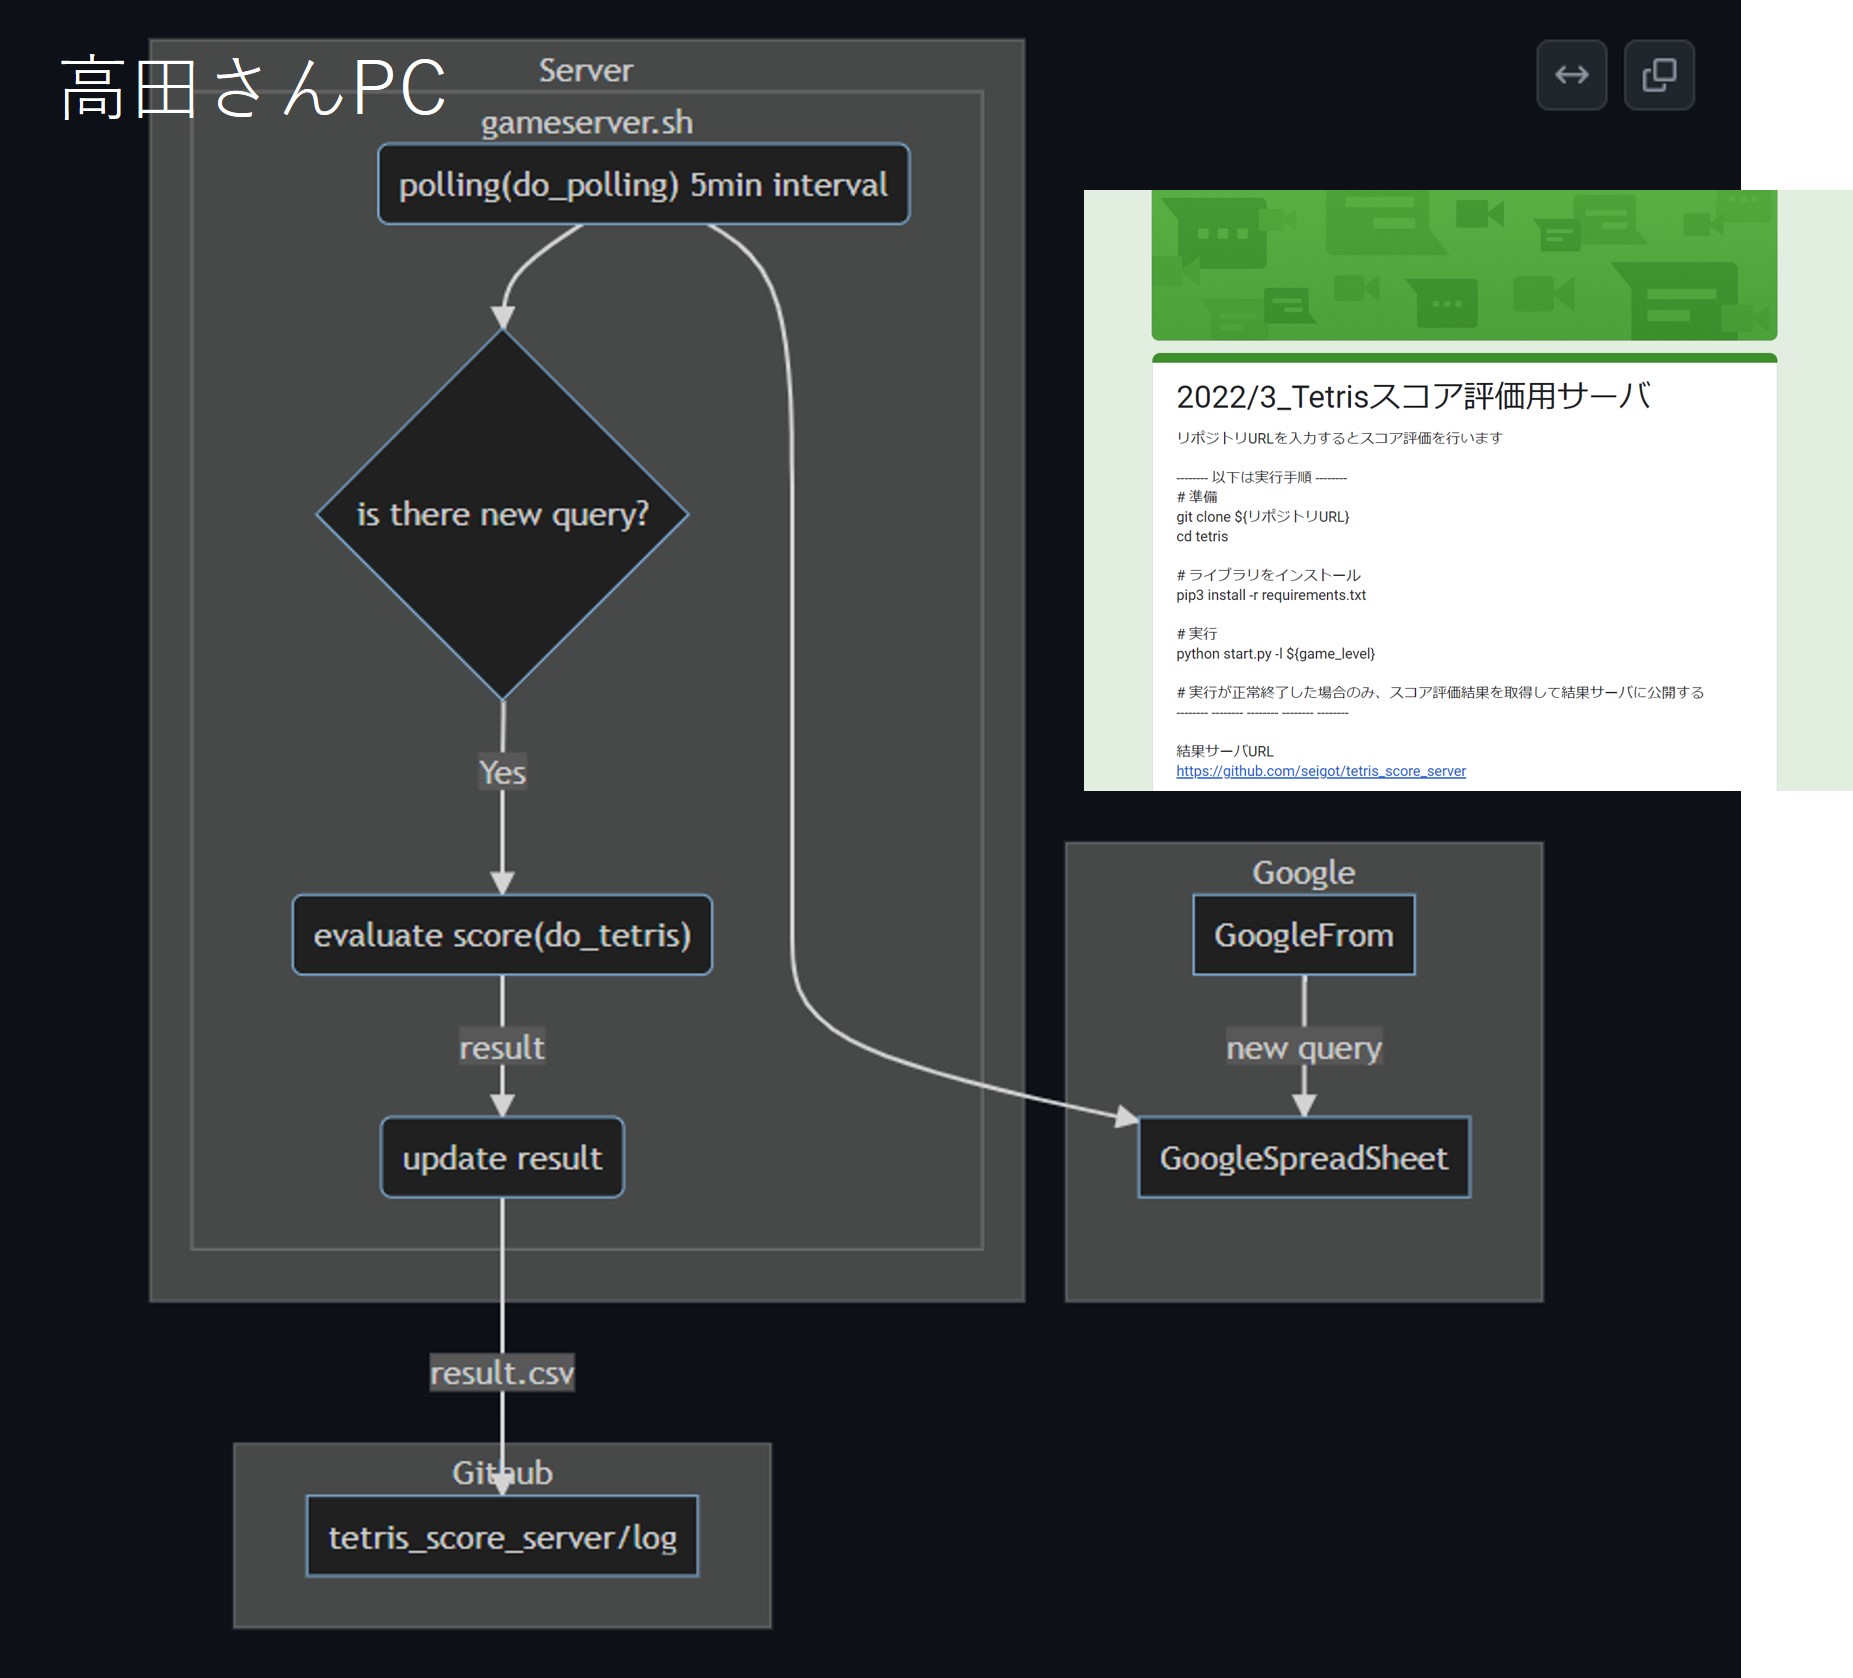 高田さんPC
Server
gameserver.sh
polling(do_polling) 5min interval
is there new query?
Yes
evaluate score(do_tetris)
result
update result
result.csv
Github
tetris_score_server/log
2022/3_Tetrisスコア評価用サーバ
リポジトリURLを入力するとスコア評価を行います
-------- 以下は実行手順 --------
# 準備
git clone ${リポジトリURL}
cd tetris
# ライブラリをインストール
pip3 install -r requirements.txt
# 実行
python start.py -l ${game_level}
# 実行が正常終了した場合のみ、スコア評価結果を取得して結果サーバに公開する
-------- -------- -------- -------- --------
結果サーバURL
https://github.com/seigot/tetris_score_server
Google
GoogleFrom
new query
GoogleSpreadSheet